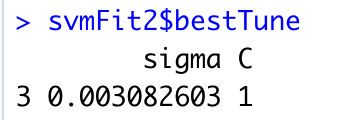 > svmFit2$bestTune
        sigma C
3 0.003082603 1